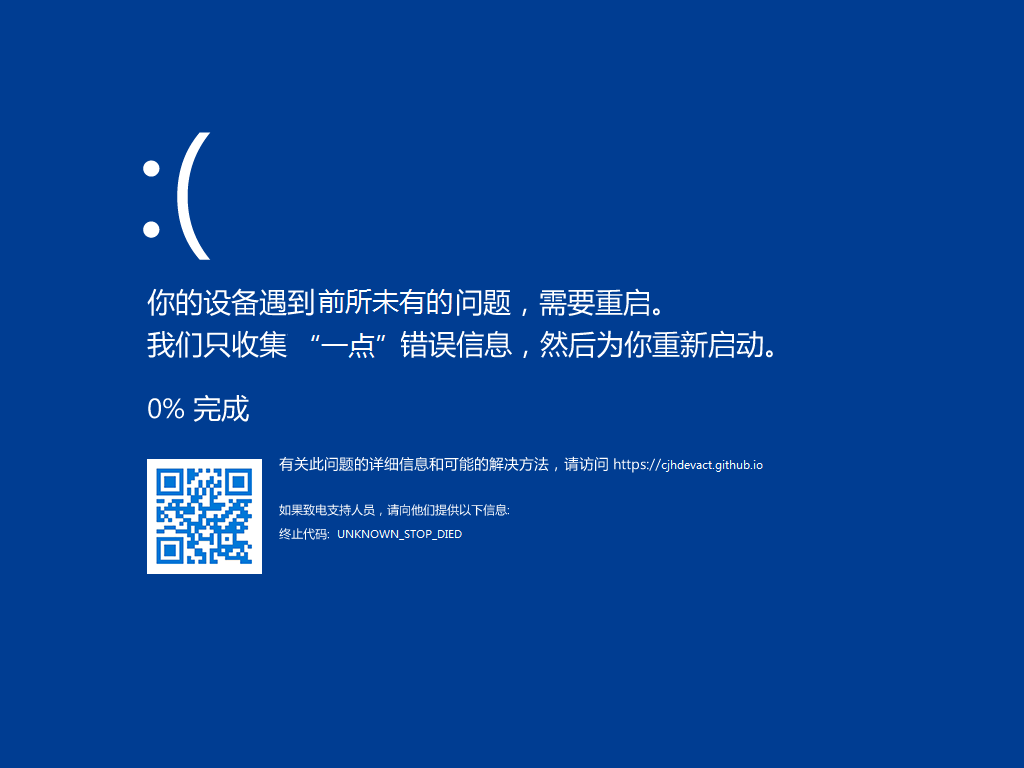 :(
你的设备遇到前所未有的问题，需要重启。
我们只收集 “一点”错误信息，然后为你重新启动。
0% 完成
有关此问题的详细信息和可能的解决方法，请访问 https://cjhdevact.github.io
如果致电支持人员，请向他们提供以下信息:
终止代码: UNKNOWN_STOP_DIED